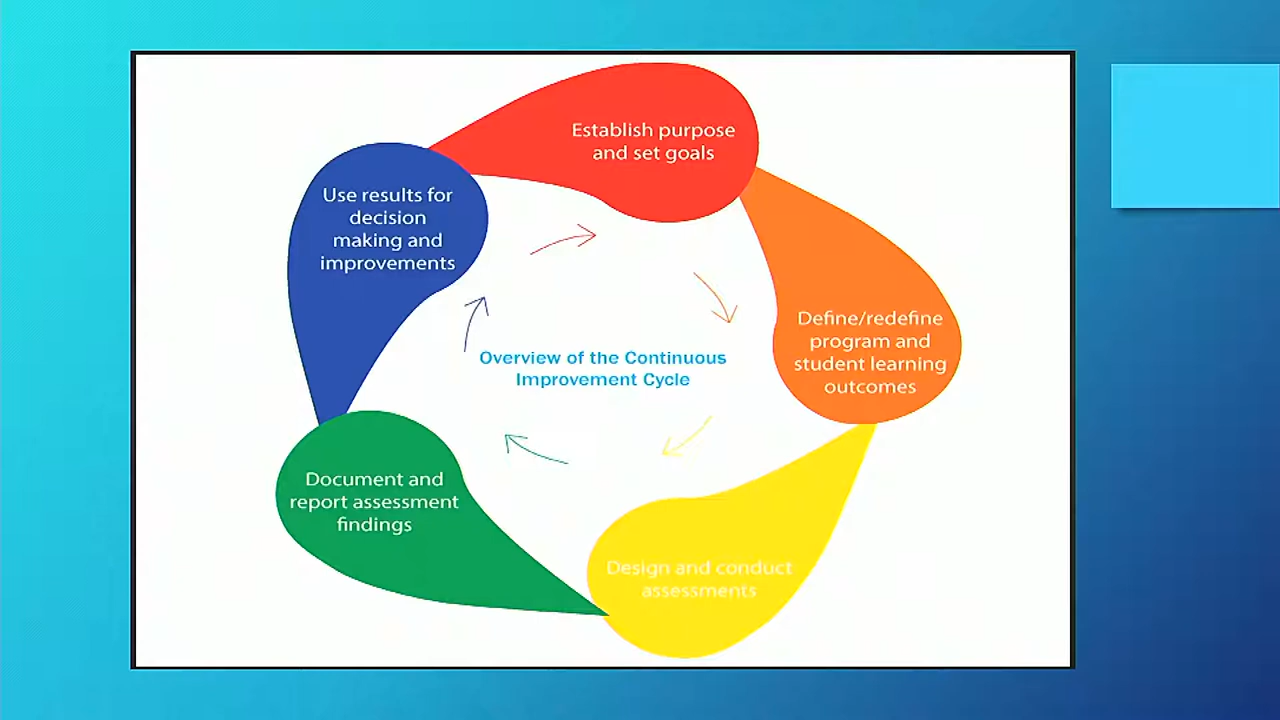 Establish purpose
and set goals
Use results for
decision
making and
improvements
Define/redefine
program and
student learning
outcomes
Overview of the Continuous
Improvement Cycle
Document and
report assessment
findings
Design and conduct
assessments